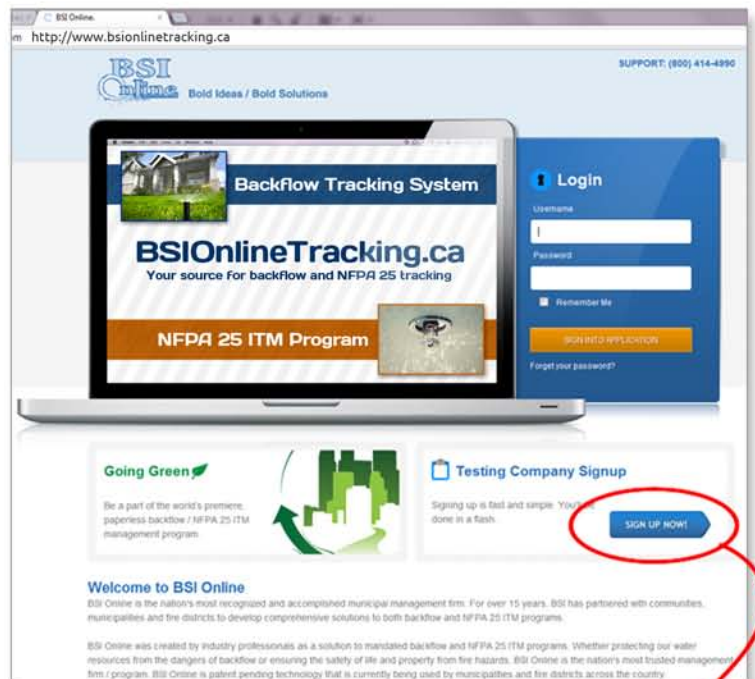 BSI Online.
http://www.bsionlinetracking.ca
BSI
Online
Bold Ideas / Bold Solutions
SUPPORT: (800) 414-4990
Backflow Tracking System
BSIOnlineTracking.ca
Your source for backflow and NFPA 25 tracking
NFPA 25 ITM Program
Login
Username
Password
Remember Me
SIGN INTO APPLICATION
Forget your password?
Going Green
Be a part of the world's premiere,
paperless backflow / NFPA 25 ITM
management program
Testing Company Signup
Signing up is fast and simple. You'll
done in a flash.
SIGN UP NOW!
Welcome to BSI Online
BSI Online is the nation's most recognized and accomplished municipal management firm. For over 15 years, BSI has partnered with communities,
municipalities and fire districts to develop comprehensive solutions to both backflow and NFPA 25 ITM programs.
BSI Online was created by industry professionals as a solution to mandated backflow and NFPA 25 ITM programs. Whether protecting our water
resources from the dangers of backflow or ensuring the safety of life and property from fire hazards. BSI Online is the nation's most trusted management
firm / program. BSI Online is patent pending technology that is currently being used by municipalities and fire districts across the country.